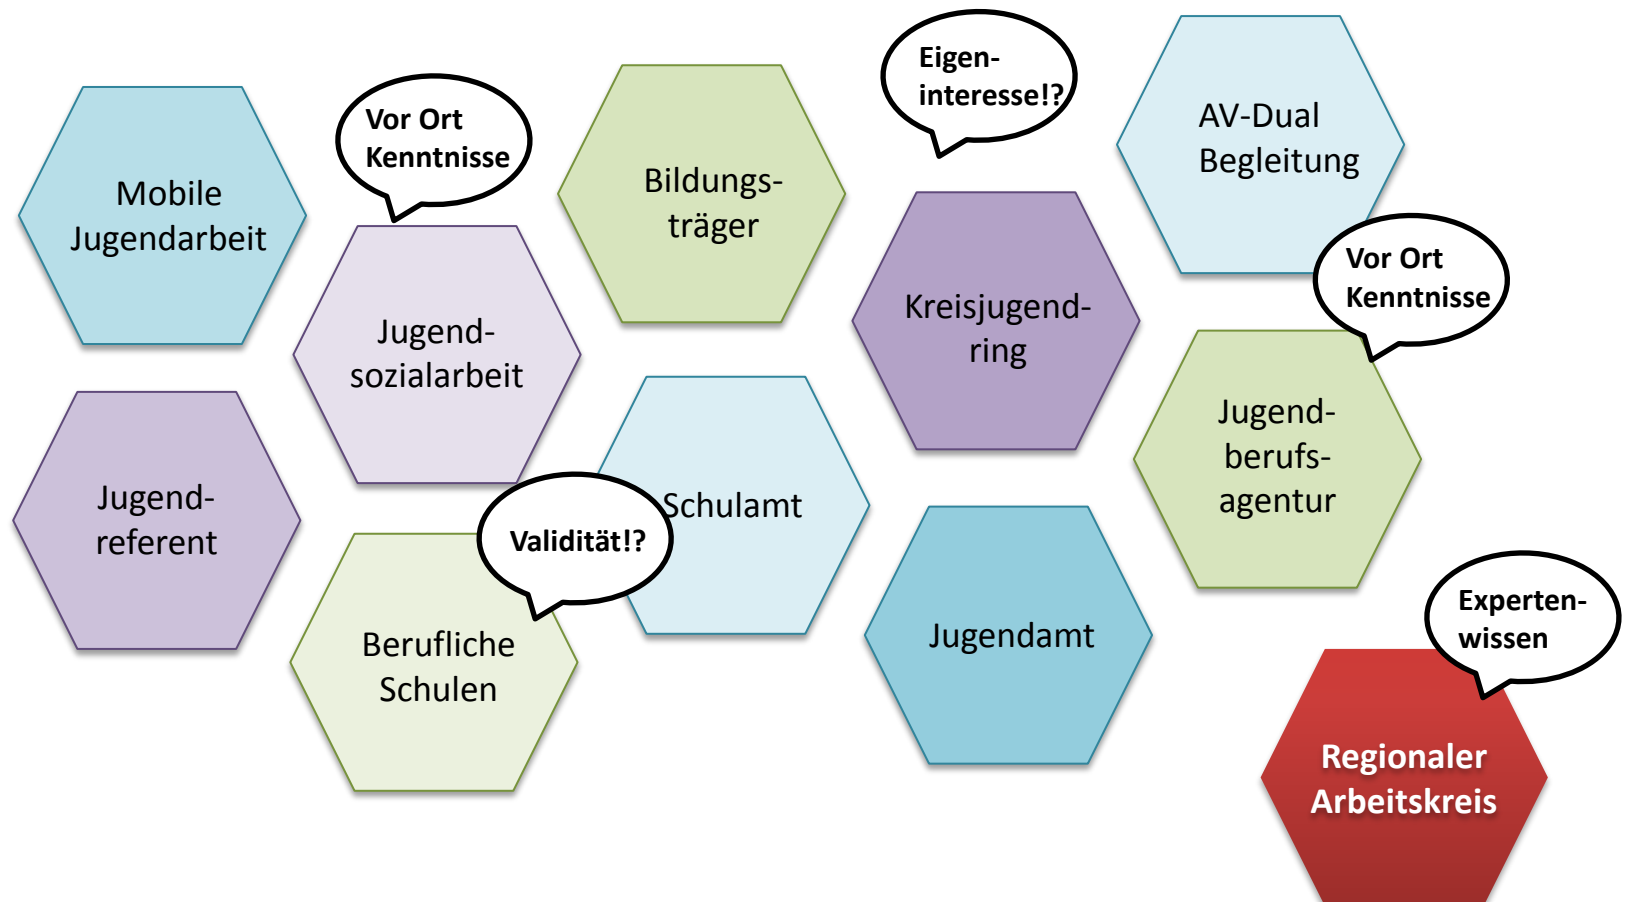 Mobile
Jugendarbeit
Vor Ort
Kenntnisse
Bildungs-
träger
Eigen-
interesse!?
AV-Dual
Begleitung
Jugend-
sozialarbeit
Kreisjugend-
ring
Vor Ort
Kenntnisse
Jugend-
referent
Validität!?
Schulamt
Jugend-
berufs-
agentur
Berufliche
Schulen
Jugendamt
Experten-
wissen
Regionaler
Arbeitskreis